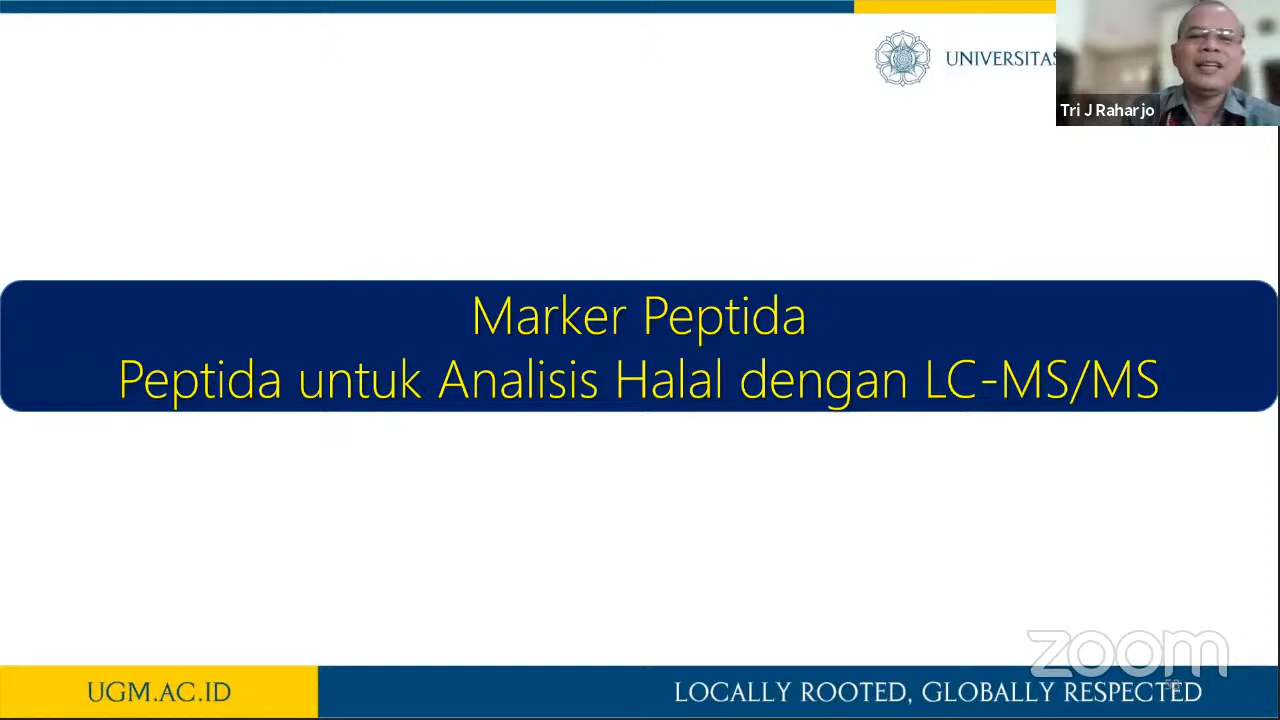 UNIVERSITAS
Tri J Raharjo
Marker Peptida
Peptida untuk Analisis Halal dengan LC-MS/MS
zoom
UGM.AC.ID
LOCALLY ROOTED, GLOBALLY RESPECTED